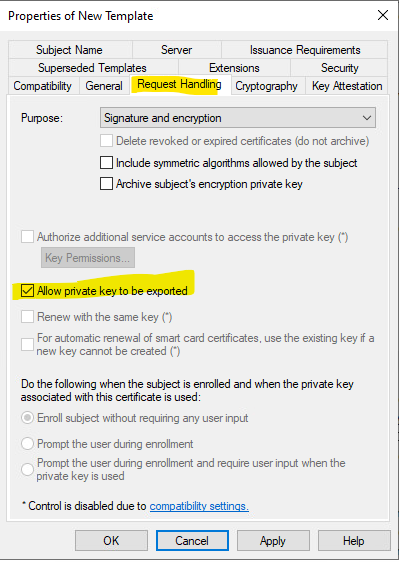 Properties of New Template
Subject Name Server Issuance Requirements
Superseded Templates Extensions Security
Compatibility General Request Handling Cryptography Key Attestation
Purpose: Signature and encryption
Delete revoked or expired certificates (do not archive)
Include symmetric algorithms allowed by the subject
Archive subject's encryption private key
Authorize additional service accounts to access the private key (*)
Key Permissions...
Allow private key to be exported
Renew with the same key (*)
For automatic renewal of smart card certificates, use the existing key if a
new key cannot be created (*)
Do the following when the subject is enrolled and when the private key
associated with this certificate is used:
Enroll subject without requiring any user input
Prompt the user during enrollment
Prompt the user during enrollment and require user input when the
private key is used
* Control is disabled due to compatibility settings.
OK Cancel Apply Help